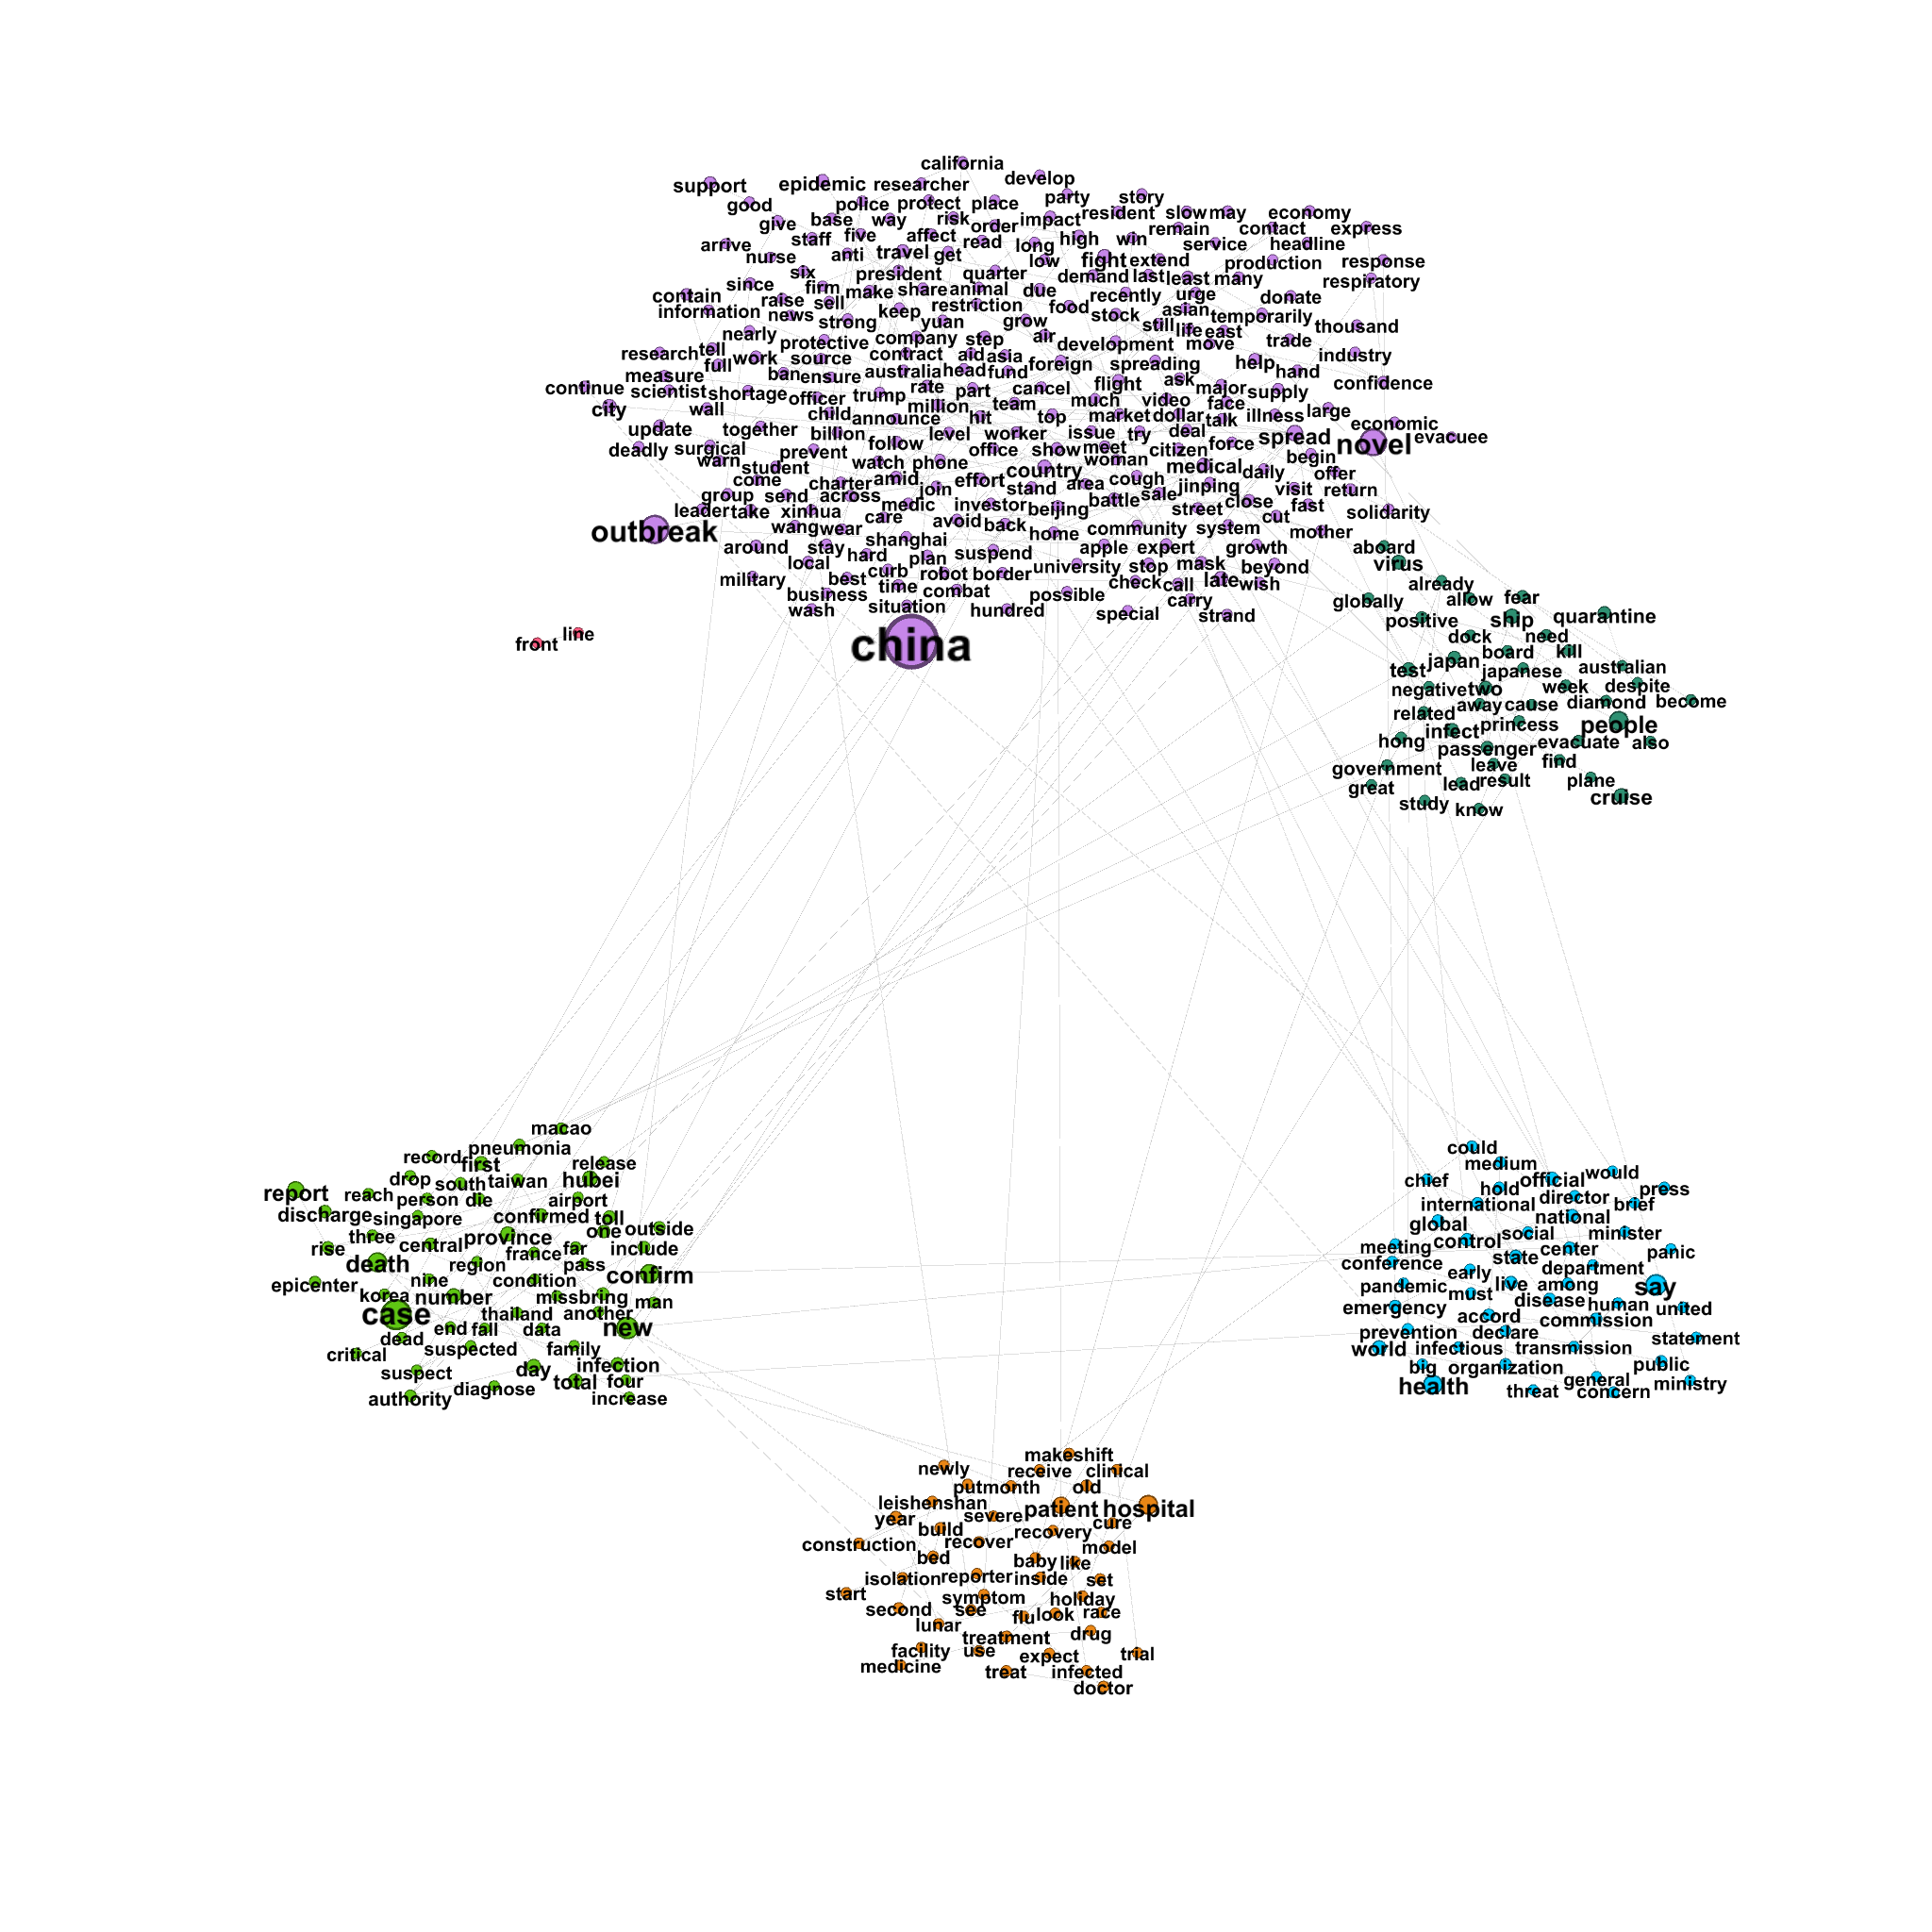 california
support
epidemic
researcher
develop
good
police
protect
place
party
story
give
base
way
risk
order
impact
resident
slow
may
economy
arrive
staff
five
affect
read
long
high
win
remain
contact
express
nurse
anti
travel
get
low
fight
extend
service
headline
six
president
quarter
demand
last
least
many
production
response
contain
since
firm
make
share
animal
due
recently
urge
donate
respiratory
information
raise
sell
keep
restriction
food
stock
asian
temporarily
news
strong
yuan
grow
still
life
east
thousand
nearly
protective
company
step
air
development
move
trade
research
tell
work
source
contract
aid
asia
foreign
spreading
help
industry
full
measure
ban
ensure
australia
head
fund
flight
ask
hand
confidence
continue
scientist
shortage
officer
trump
rate
part
cancel
much
video
major
supply
city
wall
child
announce
million
hit
team
top
market
dollar
face
talk
illness
large
update
together
billion
follow
level
worker
issue
try
deal
force
spread
economic
novel
evacuee
deadly
surgical
prevent
office
show
meet
citizen
begin
warn
student
watch
phone
country
woman
medical
daily
offer
come
charter
amid
effort
area
cough
jinping
visit
return
group
send
across
join
stand
battle
sale
close
fast
leader
take
xinhua
medic
investor
beijing
street
cut
solidarity
outbreak
wang
wear
care
avoid
back
home
community
system
mother
around
stay
hard
shanghai
suspend
apple
expert
growth
local
curb
plan
university
stop
mask
beyond
military
best
time
robot
border
check
call
late
wish
business
combat
possible
carry
wash
situation
hundred
special
strand
china
front
line
aboard
virus
already
globally
allow
fear
positive
ship
quarantine
dock
need
board
kill
test
japan
japanese
australian
negative
two
week
despite
away
cause
diamond
become
related
princess
people
infect
hong
passenger
evacuate
also
government
leave
find
great
lead
result
plane
study
know
cruise
macao
record
pneumonia
first
release
report
drop
south
taiwan
hubei
reach
person
die
airport
discharge
singapore
confirmed
toll
three
province
one
outside
rise
central
france
far
include
death
region
pass
confirm
epicenter
nine
condition
korea
number
miss
bring
man
case
thailand
another
new
dead
end
fall
data
critical
suspected
family
suspect
day
infection
authority
diagnose
total
four
increase
could
medium
chief
hold
official
would
press
international
director
brief
global
national
control
social
minister
meeting
state
center
panic
conference
early
department
pandemic
must
live
among
say
emergency
disease
human
united
accord
commission
prevention
declare
statement
world
infectious
transmission
big
organization
public
health
threat
general
concern
ministry
makeshift
newly
receive
clinical
put
month
old
leishenshan
patient
hospital
year
severe
build
recovery
cure
construction
recover
model
bed
baby
like
isolation
reporter
inside
set
start
symptom
holiday
second
see
flu
look
race
lunar
treatment
drug
facility
use
expect
trial
medicine
treat
infected
doctor